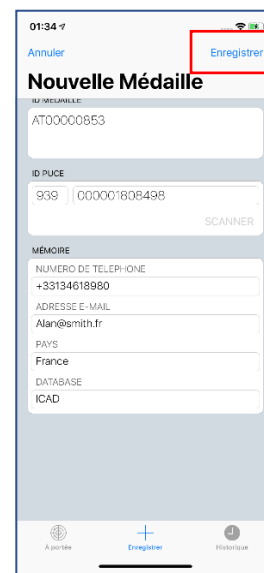 01:34
Annuler Enregistrer
Nouvelle Médaille
ID MÉDAILLE
AT00000853
ID PUCE
939 000001808498
SCANNER
MÉMOIRE
NUMERO DE TELEPHONE
+33134618980
ADRESSE E-MAIL
Alan@smith.fr
PAYS
France
DATABASE
ICAD
A portée Enregistrer Historique